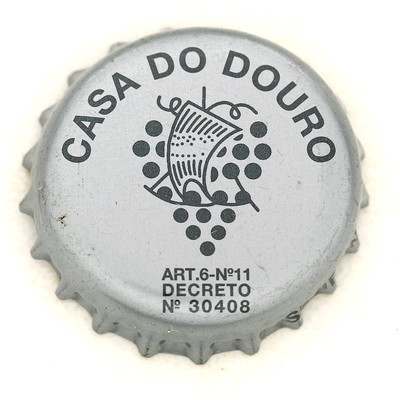 CASA DO DOURO
ART.6-Nº11
DECRETO
Nº 30408
S